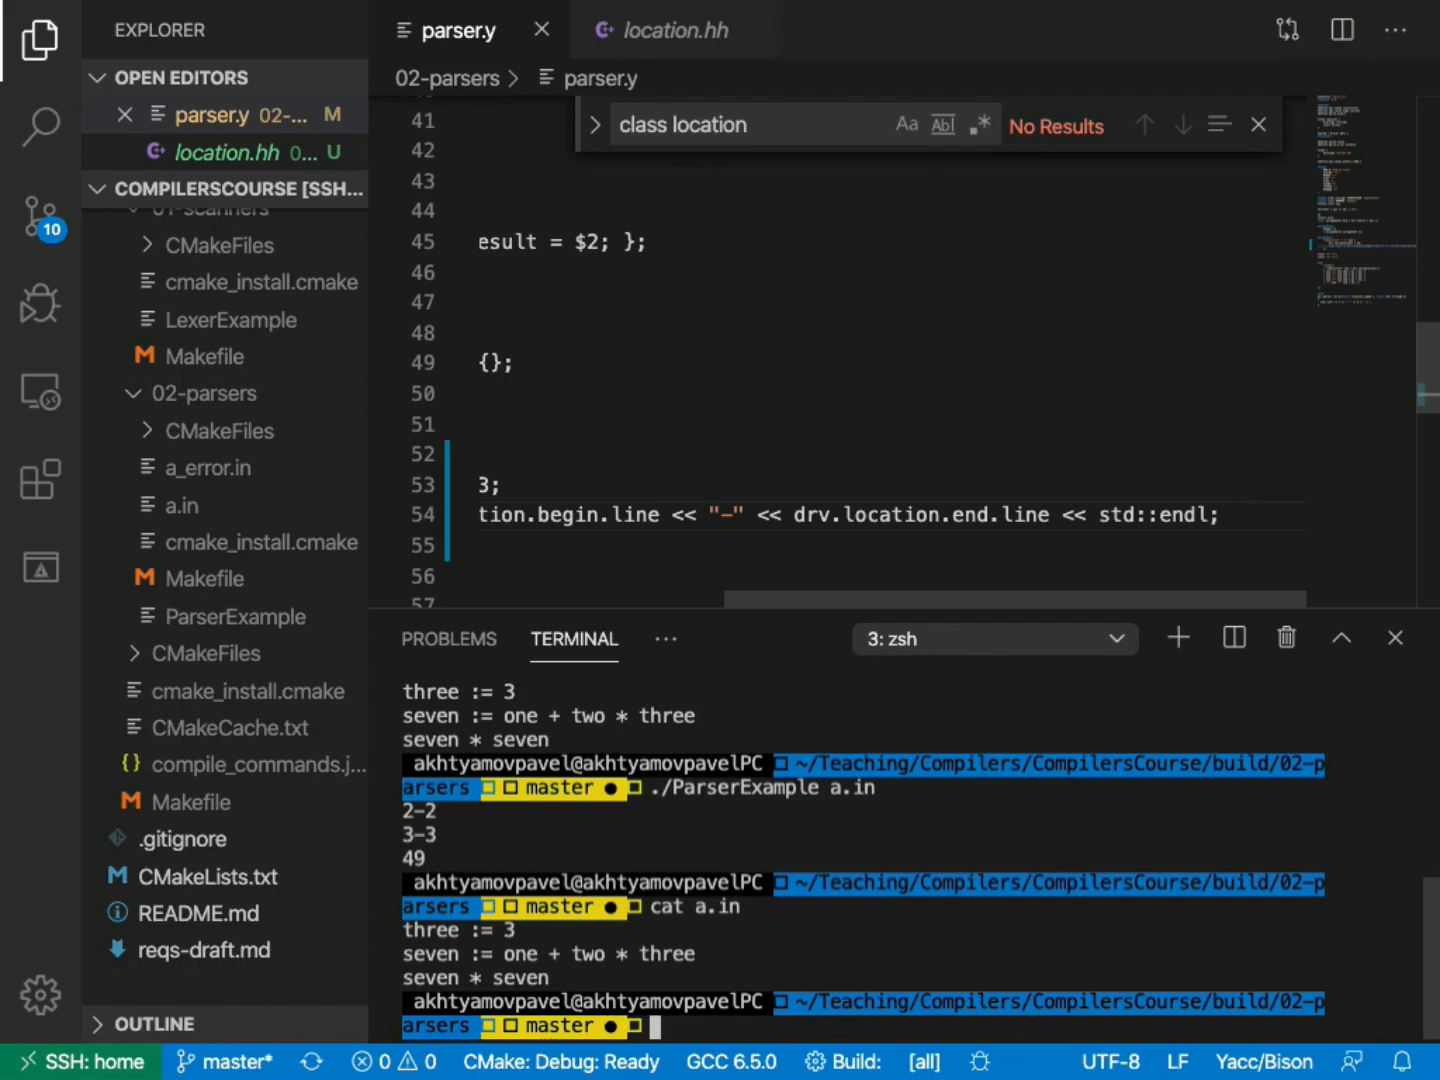 EXPLORER
OPEN EDITORS
parser.y 02-... M
location.hh 0... U
COMPILERSCOURSE [SSH...
01-scanners
CMakeFiles
cmake_install.cmake
LexerExample
M Makefile
02-parsers
CMakeFiles
a_error.in
a.in
cmake_install.cmake
M Makefile
ParserExample
CMakeFiles
cmake_install.cmake
CMakeCache.txt
{} compile_commands.j...
M Makefile
.gitignore
M CMakeLists.txt
README.md
reqs-draft.md
OUTLINE
10
parser.y
location.hh
02-parsers > parser.y
class location
Aa Abl .* No Results
41
42
43
44
45 esult = $2; };
46
47
48
49 {};
50
51
52
53 3;
54 tion.begin.line << "-" << drv.location.end.line << std::endl;
55
56
57
PROBLEMS TERMINAL ... 3: zsh
three := 3
seven := one + two * three
seven * seven
akhtyamovpavel@akhtyamovpavelPC ~/Teaching/Compilers/CompilersCourse/build/02-p
arsers master ● ./ParserExample a.in
2-2
3-3
49
akhtyamovpavel@akhtyamovpavelPC ~/Teaching/Compilers/CompilersCourse/build/02-p
arsers master ● cat a.in
three := 3
seven := one + two * three
seven * seven
akhtyamovpavel@akhtyamovpavelPC ~/Teaching/Compilers/CompilersCourse/build/02-p
arsers master ●
SSH: home master* 0 0 CMake: Debug: Ready GCC 6.5.0 Build: [all] UTF-8 LF Yacc/Bison